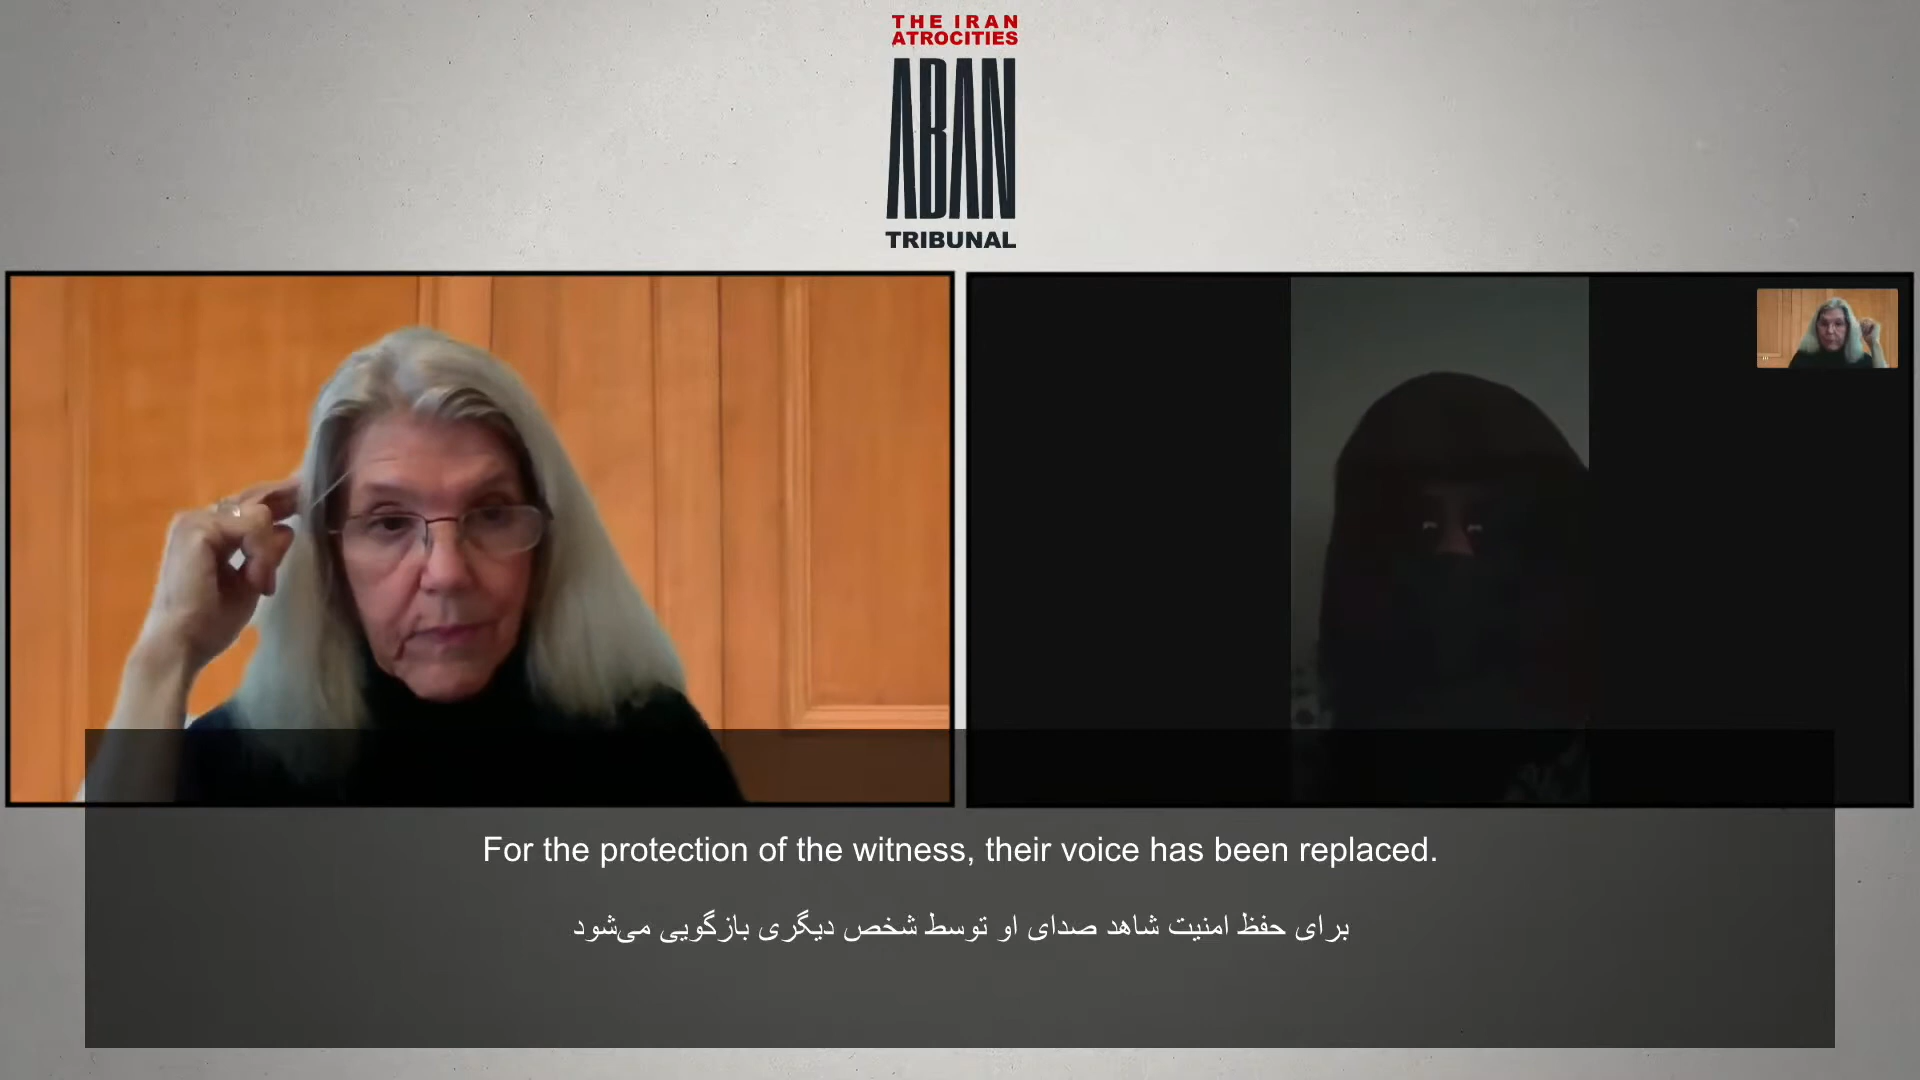 THE IRAN
ATROCITIES
ABAN
TRIBUNAL
For the protection of the witness, their voice has been replaced.
برای حفظ امنیت شاهد صدای او توسط شخص دیگری بازگویی می‌شود